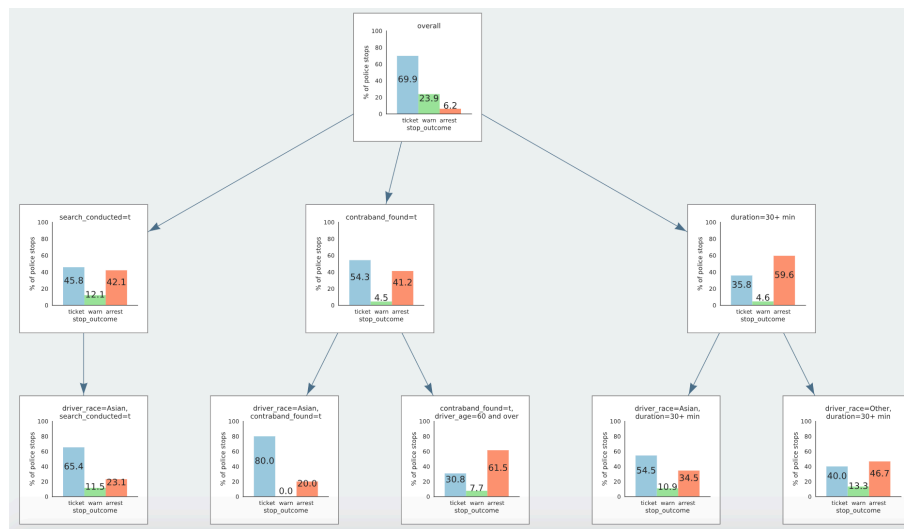 overall
100
80
60
40
20
0
% of police stops
69.9
23.9
6.2
ticket warn arrest
stop_outcome
search_conducted=t
100
80
60
40
20
0
% of police stops
45.8
12.1
42.1
ticket warn arrest
stop_outcome
contraband_found=t
100
80
60
40
20
0
% of police stops
54.3
4.5
41.2
ticket warn arrest
stop_outcome
duration=30+ min
100
80
60
40
20
0
% of police stops
35.8
4.6
59.6
ticket warn arrest
stop_outcome
driver_race=Asian,
search_conducted=t
100
80
60
40
20
0
% of police stops
65.4
11.5
23.1
ticket warn arrest
stop_outcome
driver_race=Asian,
contraband_found=t
100
80
60
40
20
0
% of police stops
80.0
0.0
20.0
ticket warn arrest
stop_outcome
contraband_found=t,
driver_age=60 and over
100
80
60
40
20
0
% of police stops
30.8
7.7
61.5
ticket warn arrest
stop_outcome
driver_race=Asian,
duration=30+ min
100
80
60
40
20
0
% of police stops
54.5
10.9
34.5
ticket warn arrest
stop_outcome
driver_race=Other,
duration=30+ min
100
80
60
40
20
0
% of police stops
40.0
13.3
46.7
ticket warn arrest
stop_outcome